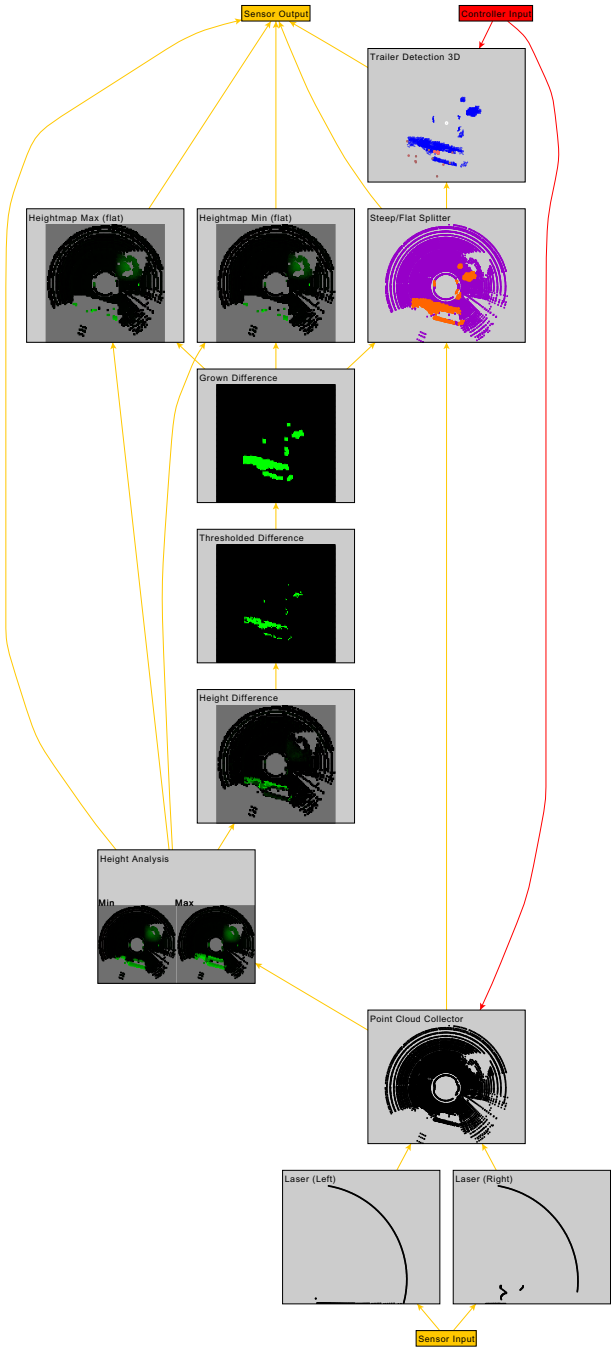 Sensor Output
Controller Input
Trailer Detection 3D
Heightmap Max (flat)
Heightmap Min (flat)
Steep/Flat Splitter
Grown Difference
Thresholded Difference
Height Difference
Height Analysis
Min
Max
Point Cloud Collector
Laser (Left)
Laser (Right)
Sensor Input